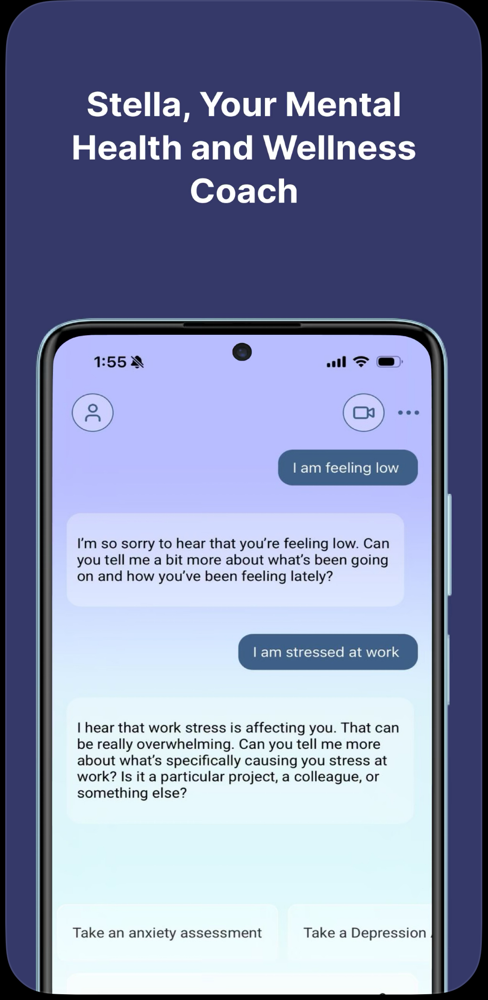 Stella, Your Mental
Health and Wellness
Coach
1:55
I am feeling low
I’m so sorry to hear that you’re feeling low. Can
you tell me a bit more about what’s been going
on and how you’ve been feeling lately?
I am stressed at work
I hear that work stress is affecting you. That can
be really overwhelming. Can you tell me more
about what’s specifically causing you stress at
work? Is it a particular project, a colleague, or
something else?
Take an anxiety assessment
Take a Depression